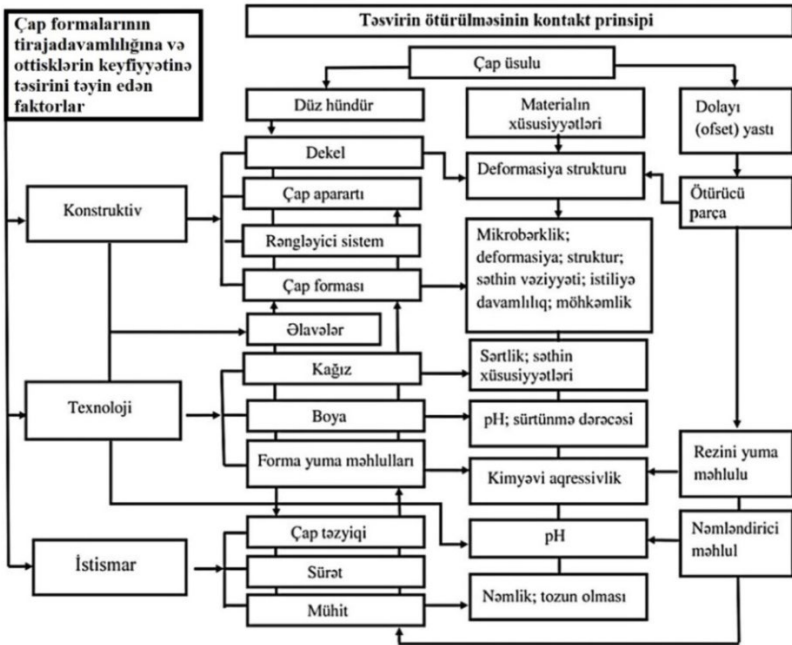 Çap formalarının
tirajadavamlılığına və
ottisklərin keyfiyyətinə
təsirini təyin edən
faktorlar
Təsvirin ötürülməsinin kontakt prinsipi
Çap üsulu
Düz hündür
Materialın
xüsusiyyətləri
Dolayı
(ofset) yastı
Dekel
Deformasiya strukturu
Ötürücü
parça
Konstruktiv
Çap aparartı
Rəngləyici sistem
Çap forması
Mikrobərklik;
deformasiya; struktur;
səthin vəziyyəti; istiliyə
davamlılıq; möhkəmlik
Əlavələr
Texnoloji
Kağız
Sərtlik; səthin
xüsusiyyətləri
Boya
pH; sürtünmə dərəcəsi
Forma yuma məhlulları
Kimyəvi aqressivlik
Rezini yuma
məhlulu
İstismar
Çap təzyiqi
pH
Nəmləndirici
məhlul
Sürət
Mühit
Nəmlik; tozun olması